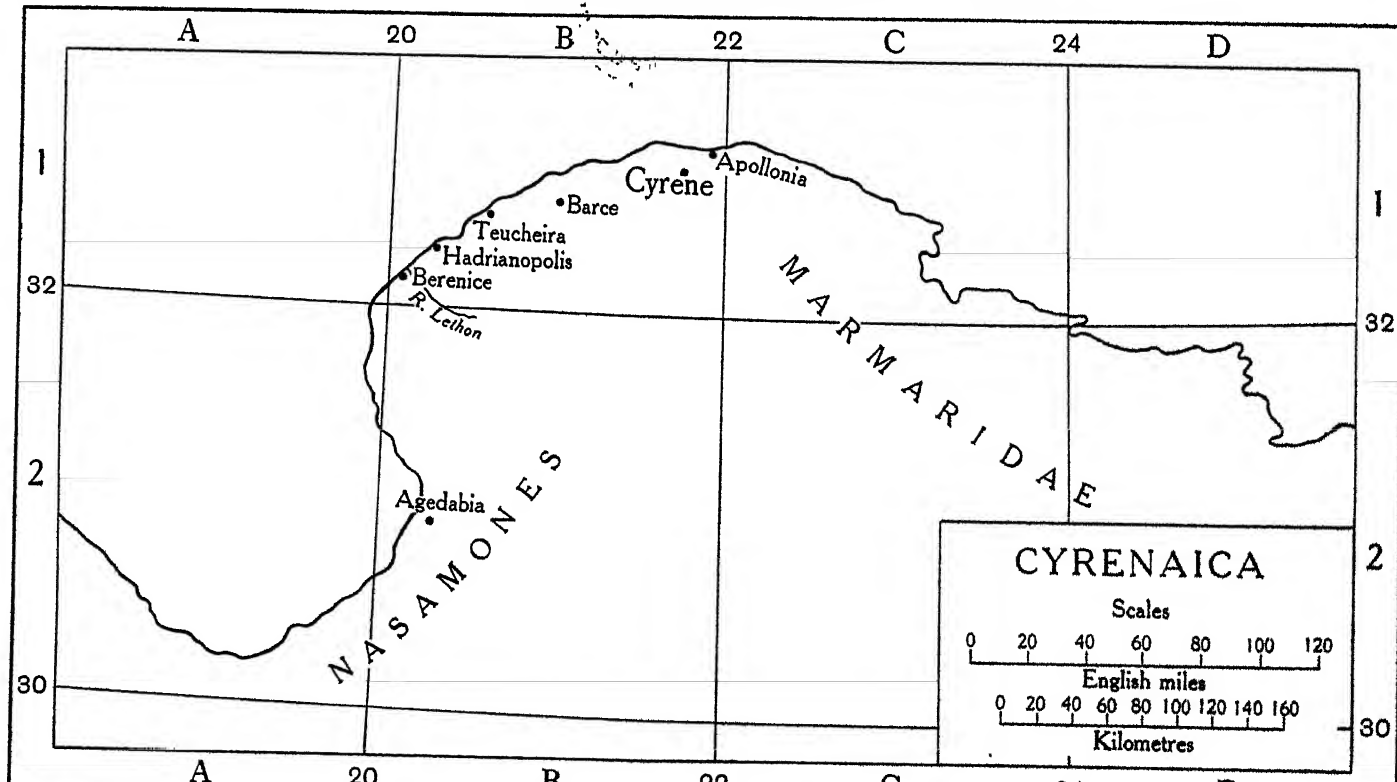 A 20 B 22 C 24 D
1
1
Apollonia
Cyrene
Barce
Teucheira
Hadrianopolis
Berenice
R. Lethon
32
32
MARMARIDAE
2
2
Agedabia
NASAMONES
CYRENAICA
Scales
0 20 40 60 80 100 120
English miles
0 20 40 60 80 100 120 140 160
Kilometres
30
30
A 20 B 22 C